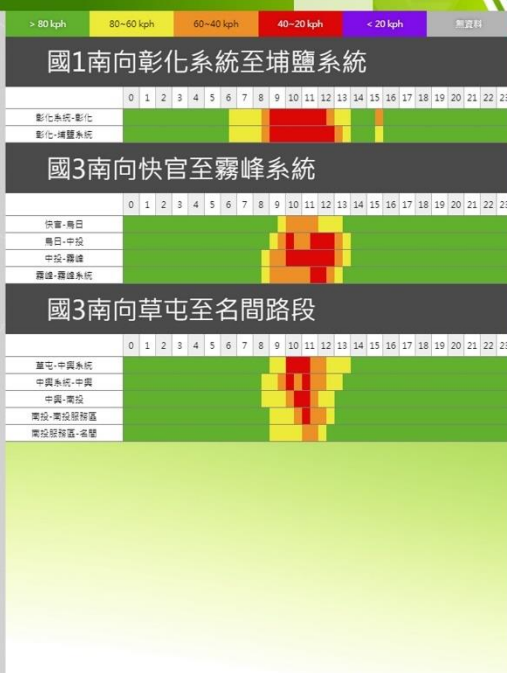 > 80 kph 80~60 kph 60~40 kph 40~20 kph < 20 kph 無資料
國1南向彰化系統至埔鹽系統
0 1 2 3 4 5 6 7 8 9 10 11 12 13 14 15 16 17 18 19 20 21 22 23
彰化系統-彰化
彰化-埔鹽系統
國3南向快官至霧峰系統
0 1 2 3 4 5 6 7 8 9 10 11 12 13 14 15 16 17 18 19 20 21 22 23
快官-烏日
烏日-中投
中投-霧峰
霧峰-霧峰系統
國3南向草屯至名間路段
0 1 2 3 4 5 6 7 8 9 10 11 12 13 14 15 16 17 18 19 20 21 22 23
草屯-中興系統
中興系統-中興
中興-南投
南投-南投服務區
南投服務區-名間